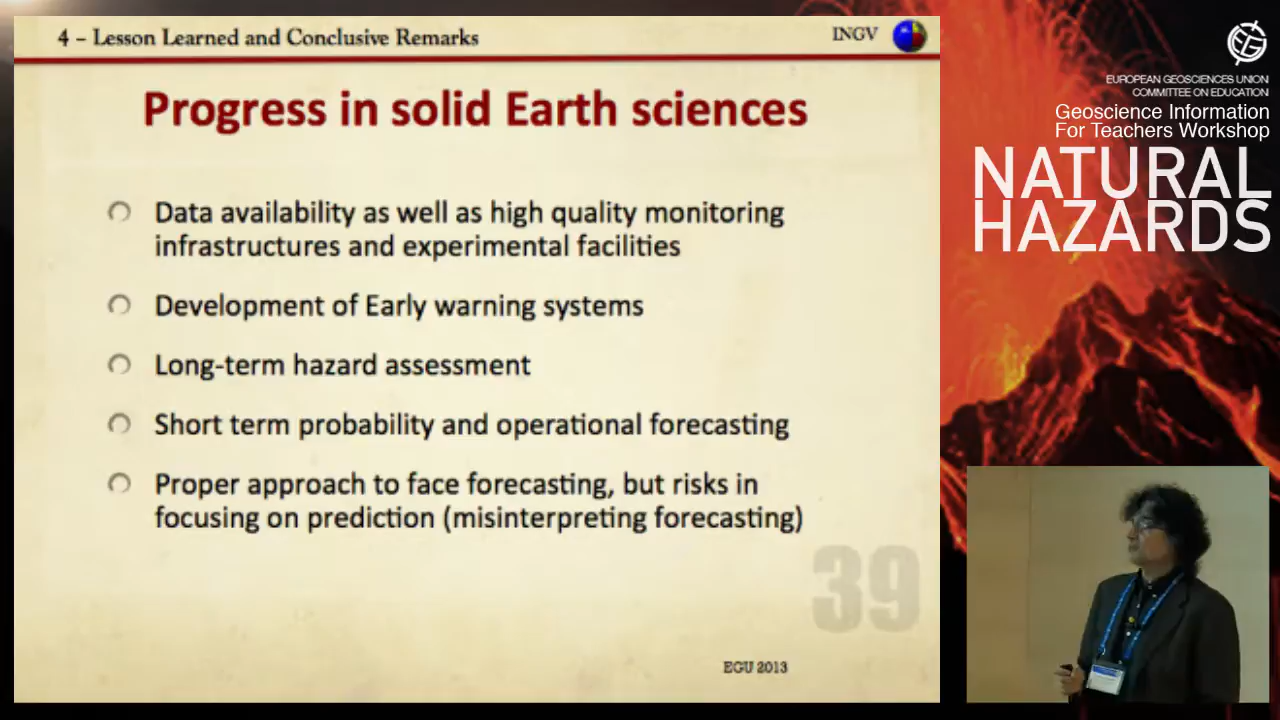 4 – Lesson Learned and Conclusive Remarks
INGV
Progress in solid Earth sciences
Data availability as well as high quality monitoring
infrastructures and experimental facilities
Development of Early warning systems
Long-term hazard assessment
Short term probability and operational forecasting
Proper approach to face forecasting, but risks in
focusing on prediction (misinterpreting forecasting)
39
EGU 2013
EGU
EUROPEAN GEOSCIENCES UNION
COMMITTEE ON EDUCATION
Geoscience Information
For Teachers Workshop
NATURAL
HAZARDS